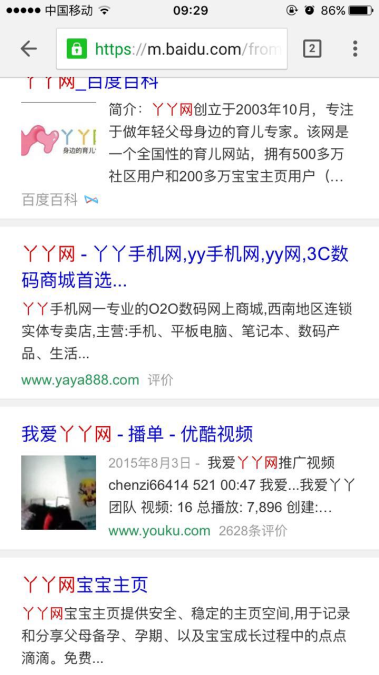 中国移动 09:29 86%
https://m.baidu.com/from 2
丫丫网_百度百科
简介：丫丫网创立于2003年10月，专注
于做年轻父母身边的育儿专家。该网是
一个全国性的育儿网站，拥有500多万
社区用户和200多万宝宝主页用户（...
丫丫
身边的育儿专
百度百科
丫丫网 - 丫丫手机网,yy手机网,yy网,3C数
码商城首选...
丫丫手机网一专业的O2O数码网上商城,西南地区连锁
实体专卖店,主营:手机、平板电脑、笔记本、数码产
品、生活...
www.yaya888.com 评价
我爱丫丫网 - 播单 - 优酷视频
2015年8月3日 - 我爱丫丫网推广视频
chenzi66414 521 00:47 我爱...我爱丫丫
团队 视频: 16 总播放: 7,896 创建:...
www.youku.com 2628条评价
丫丫网宝宝主页
丫丫网宝宝主页提供安全、稳定的主页空间,用于记录
和分享父母备孕、孕期、以及宝宝成长过程中的点点
滴滴。免费...